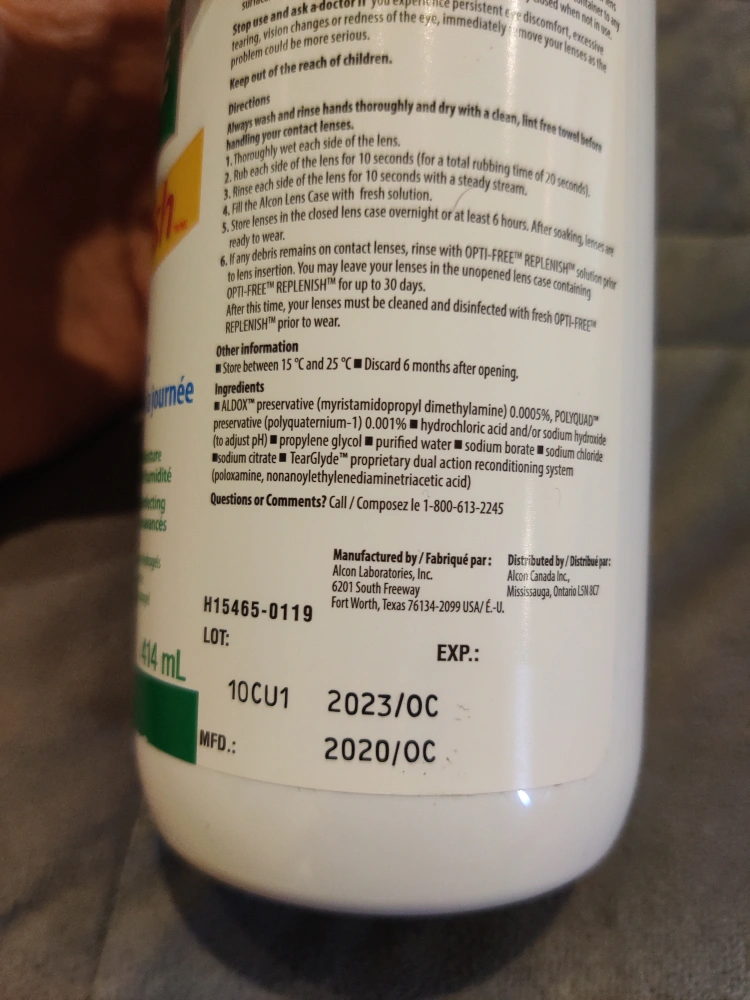 Stop use and ask a doctor if you experience persistent eye discomfort, excessive
tearing, vision changes or redness of the eye, immediately remove your lenses as the
problem could be more serious.
Keep out of the reach of children.
Directions
Always wash and rinse hands thoroughly and dry with a clean, lint free towel before
handling your contact lenses.
1. Thoroughly wet each side of the lens.
2. Rub each side of the lens for 10 seconds (for a total rubbing time of 20 seconds).
3. Rinse each side of the lens for 10 seconds with a steady stream.
4. Fill the Alcon Lens Case with fresh solution.
5. Store lenses in the closed lens case overnight or at least 6 hours. After soaking, lenses are
ready to wear.
6. If any debris remains on contact lenses, rinse with OPTI-FREE™ REPLENISH™ solution prior
to lens insertion. You may leave your lenses in the unopened lens case containing
OPTI-FREE™ REPLENISH™ for up to 30 days.
After this time, your lenses must be cleaned and disinfected with fresh OPTI-FREE™
REPLENISH™ prior to wear.
Other information
■ Store between 15 °C and 25 °C ■ Discard 6 months after opening.
Ingredients
■ ALDOX™ preservative (myristamidopropyl dimethylamine) 0.0005%, POLYQUAD™
preservative (polyquaternium-1) 0.001% ■ hydrochloric acid and/or sodium hydroxide
(to adjust pH) ■ propylene glycol ■ purified water ■ sodium borate ■ sodium chloride
■ sodium citrate ■ TearGlyde™ proprietary dual action reconditioning system
(poloxamine, nonanoylethylenediaminetriacetic acid)
Questions or Comments? Call / Composez le 1-800-613-2245
Manufactured by / Fabriqué par:
Alcon Laboratories, Inc.
6201 South Freeway
Fort Worth, Texas 76134-2099 USA/ É.-U.
Distributed by / Distribué par:
Alcon Canada Inc.,
Mississauga, Ontario L5N 8C7
H15465-0119
LOT:
EXP.:
10CU1 2023/OC
MFD.: 2020/OC
journée
414 mL